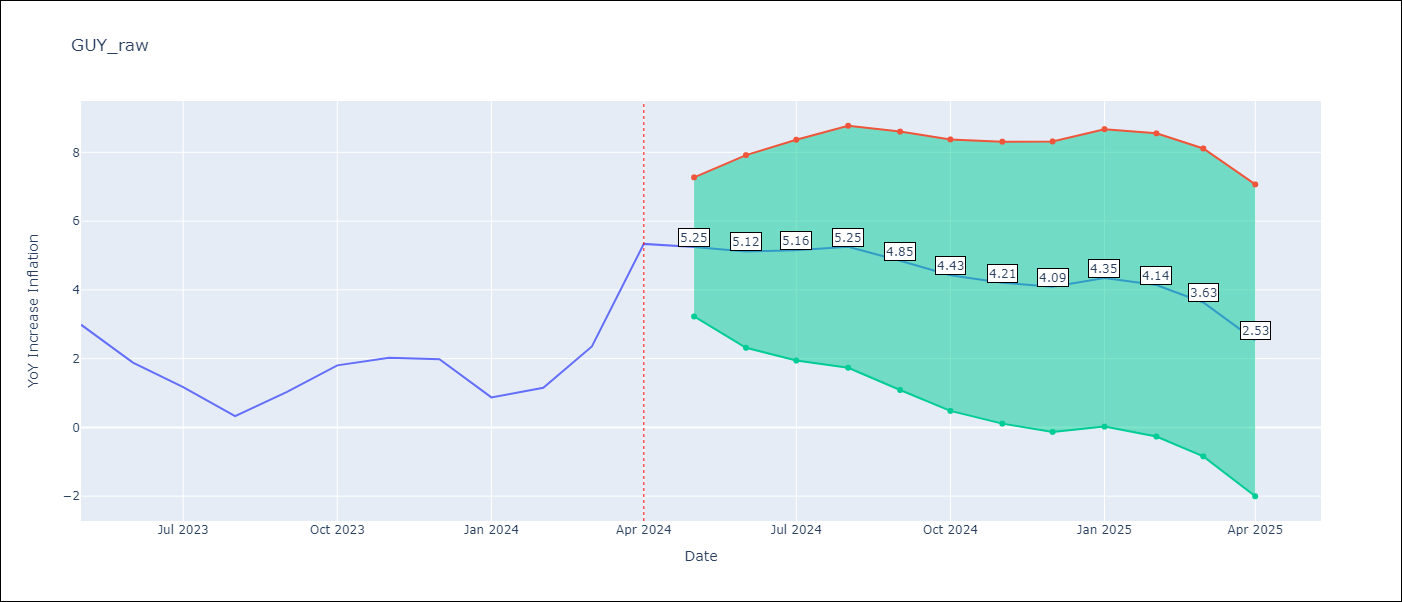 GUY_raw
YoY Increase Inflation
8
6
4
2
0
−2
5.25
5.12
5.16
5.25
4.85
4.43
4.21
4.09
4.35
4.14
3.63
2.53
Jul 2023
Oct 2023
Jan 2024
Apr 2024
Jul 2024
Oct 2024
Jan 2025
Apr 2025
Date